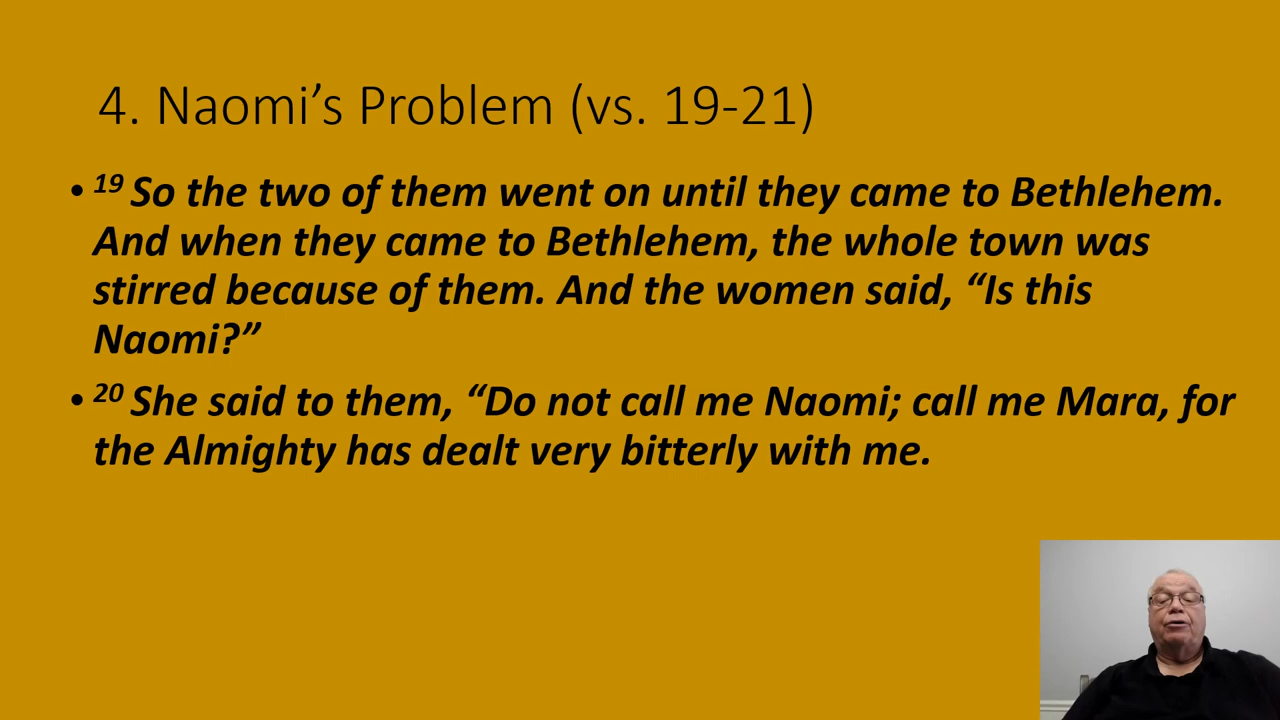 4. Naomi’s Problem (vs. 19-21)
• 19 So the two of them went on until they came to Bethlehem.
And when they came to Bethlehem, the whole town was
stirred because of them. And the women said, “Is this
Naomi?”
• 20 She said to them, “Do not call me Naomi; call me Mara, for
the Almighty has dealt very bitterly with me.